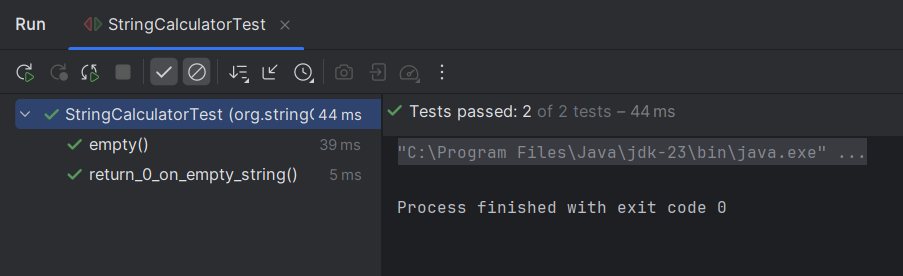 Run StringCalculatorTest
StringCalculatorTest (org.string 44 ms
empty() 39 ms
return_0_on_empty_string() 5 ms
Tests passed: 2 of 2 tests – 44 ms
"C:\Program Files\Java\jdk-23\bin\java.exe" ...
Process finished with exit code 0